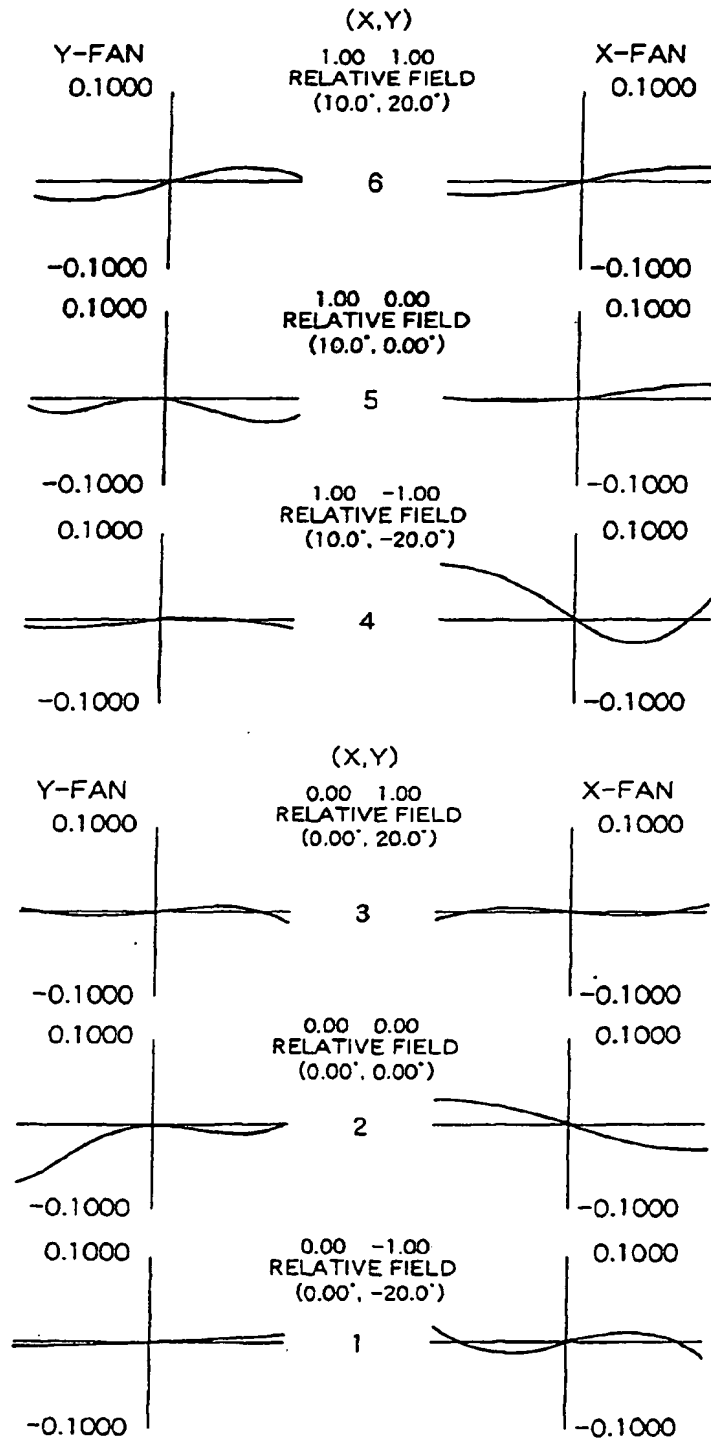 (X,Y)
Y-FAN 1.00 1.00 X-FAN
0.1000 RELATIVE FIELD 0.1000
(10.0°, 20.0°)
6
-0.1000 -0.1000
0.1000 1.00 0.00 0.1000
RELATIVE FIELD
(10.0°, 0.00°)
5
-0.1000 -0.1000
1.00 -1.00
0.1000 RELATIVE FIELD 0.1000
(10.0°, -20.0°)
4
-0.1000 -0.1000
(X,Y)
Y-FAN 0.00 1.00 X-FAN
0.1000 RELATIVE FIELD 0.1000
(0.00°, 20.0°)
3
-0.1000 -0.1000
0.1000 0.00 0.00 0.1000
RELATIVE FIELD
(0.00°, 0.00°)
2
-0.1000 -0.1000
0.1000 0.00 -1.00 0.1000
RELATIVE FIELD
(0.00°, -20.0°)
1
-0.1000 -0.1000